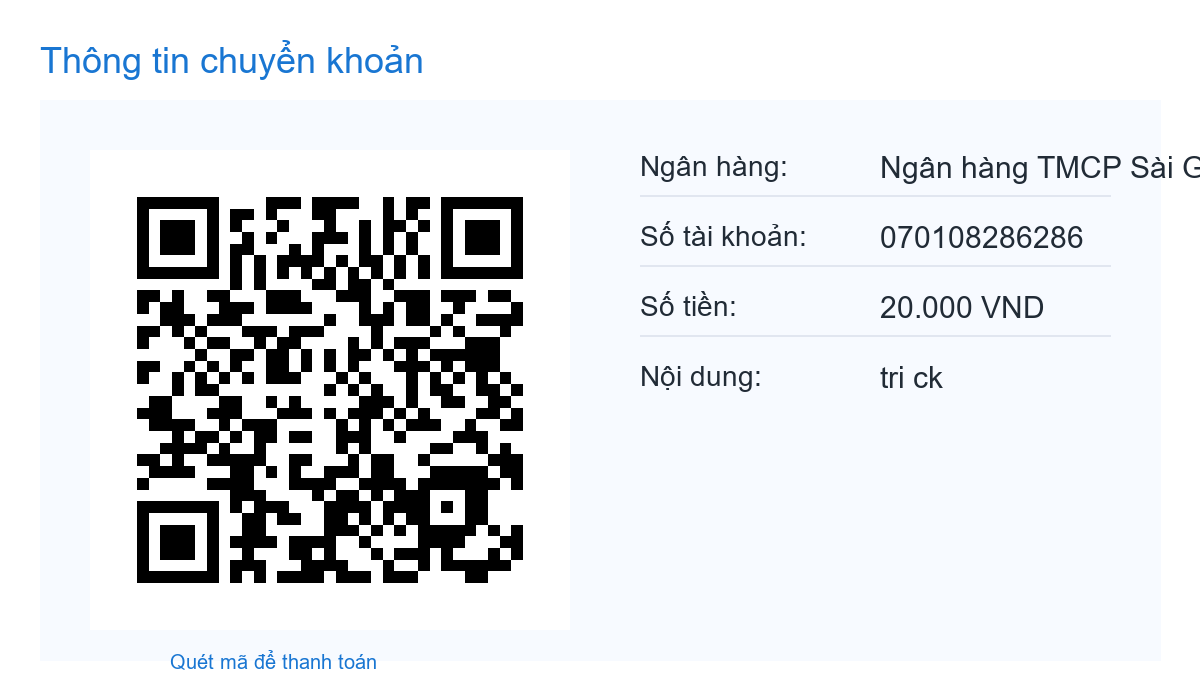 Thông tin chuyển khoản
Ngân hàng: Ngân hàng TMCP Sài G
Số tài khoản: 070108286286
Số tiền: 20.000 VND
Nội dung: tri ck
Quét mã để thanh toán